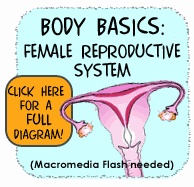 BODY BASICS:
FEMALE REPRODUCTIVE
SYSTEM
CLICK HERE
FOR A
FULL
DIAGRAM!
(Macromedia Flash needed)